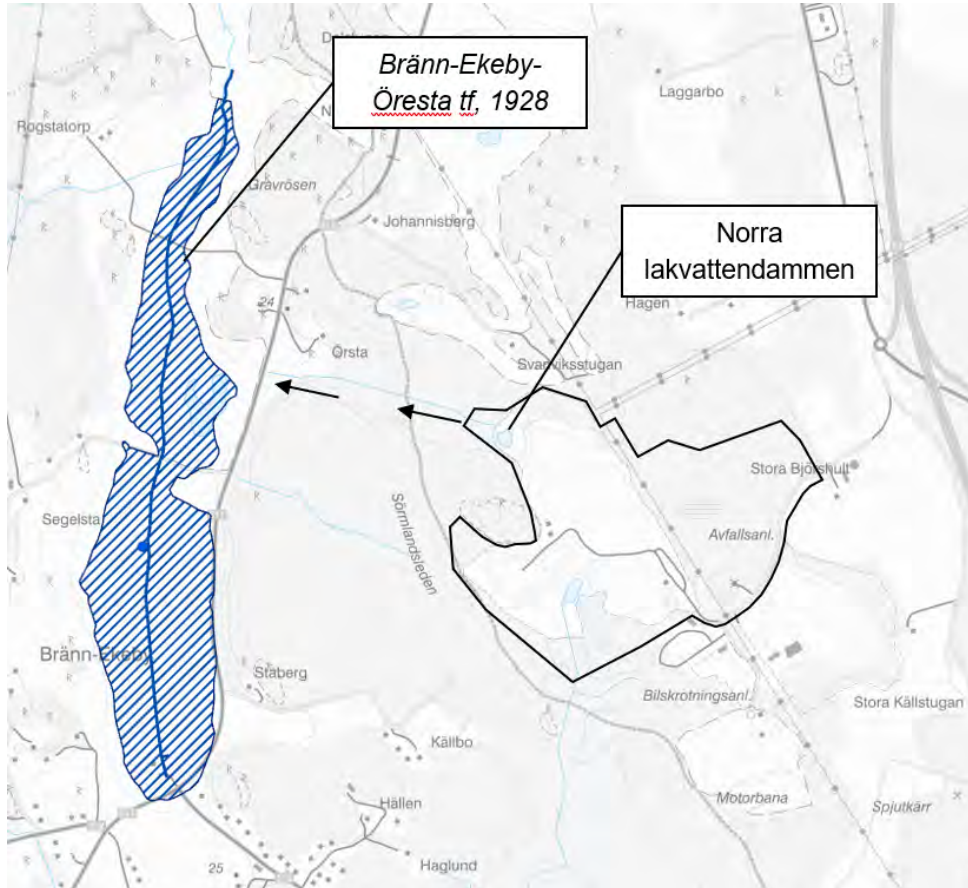 Bränn-Ekeby-
Öresta tf, 1928
Laggarbo
Rogstatorp
Gravrösen
Johannisberg
Norra
lakvattendammen
Hagen
24
Örsta
Svartviksstugan
Stora Björshult
Segelsta
Sörmlandsleden
Avfallsanl.
Bränn-Ekeby
Staberg
Bilskrotningsanl.
Stora Källstugan
Källbo
Motorbana
Spjutkärr
Hällen
25
Haglund